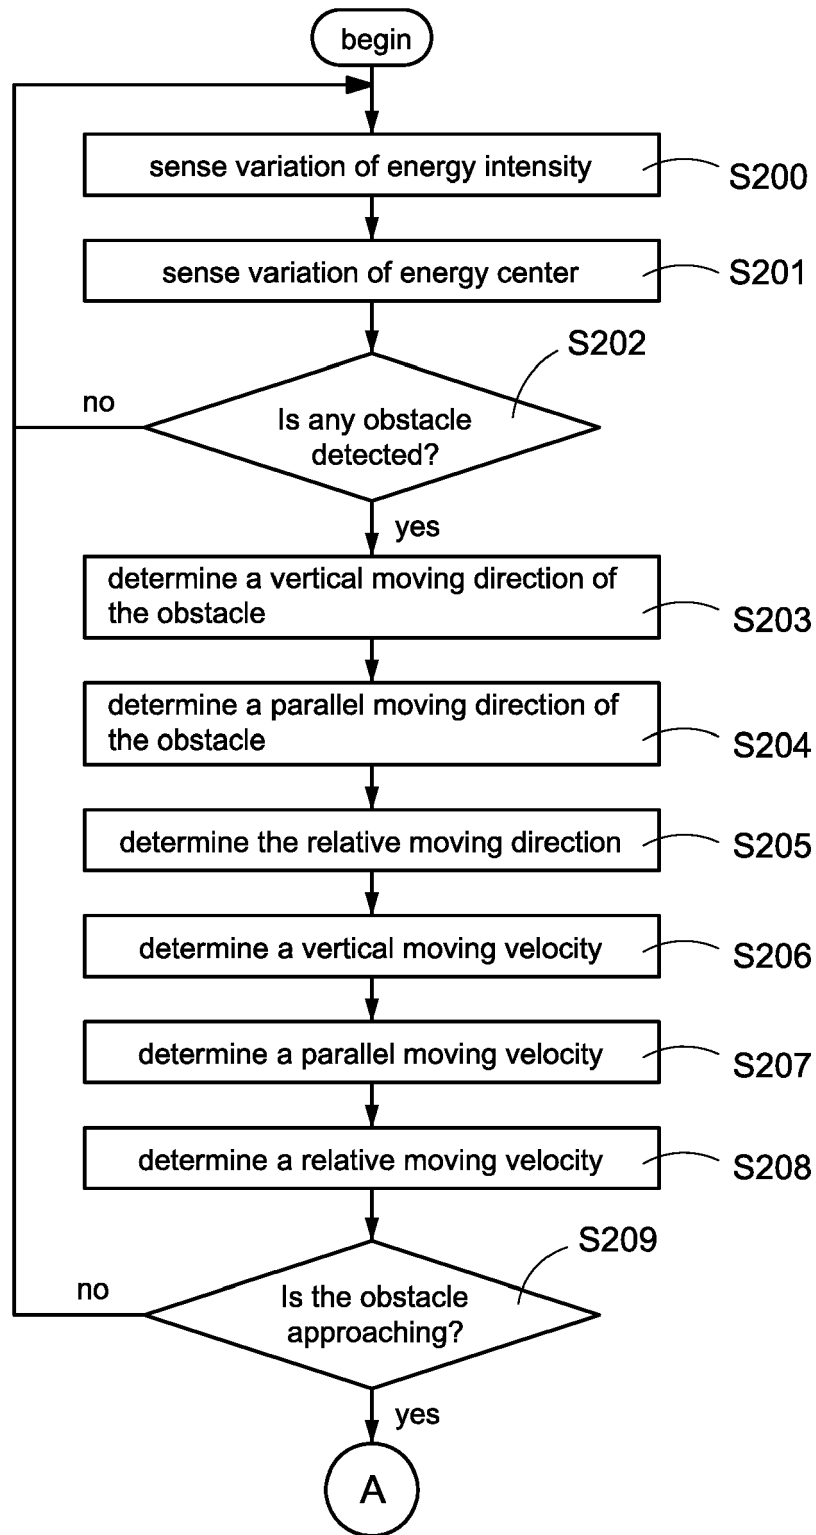 begin
sense variation of energy intensity
S200
sense variation of energy center
S201
S202
no
Is any obstacle
detected?
yes
determine a vertical moving direction of
the obstacle
S203
determine a parallel moving direction of
the obstacle
S204
determine the relative moving direction
S205
determine a vertical moving velocity
S206
determine a parallel moving velocity
S207
determine a relative moving velocity
S208
S209
no
Is the obstacle
approaching?
yes
A